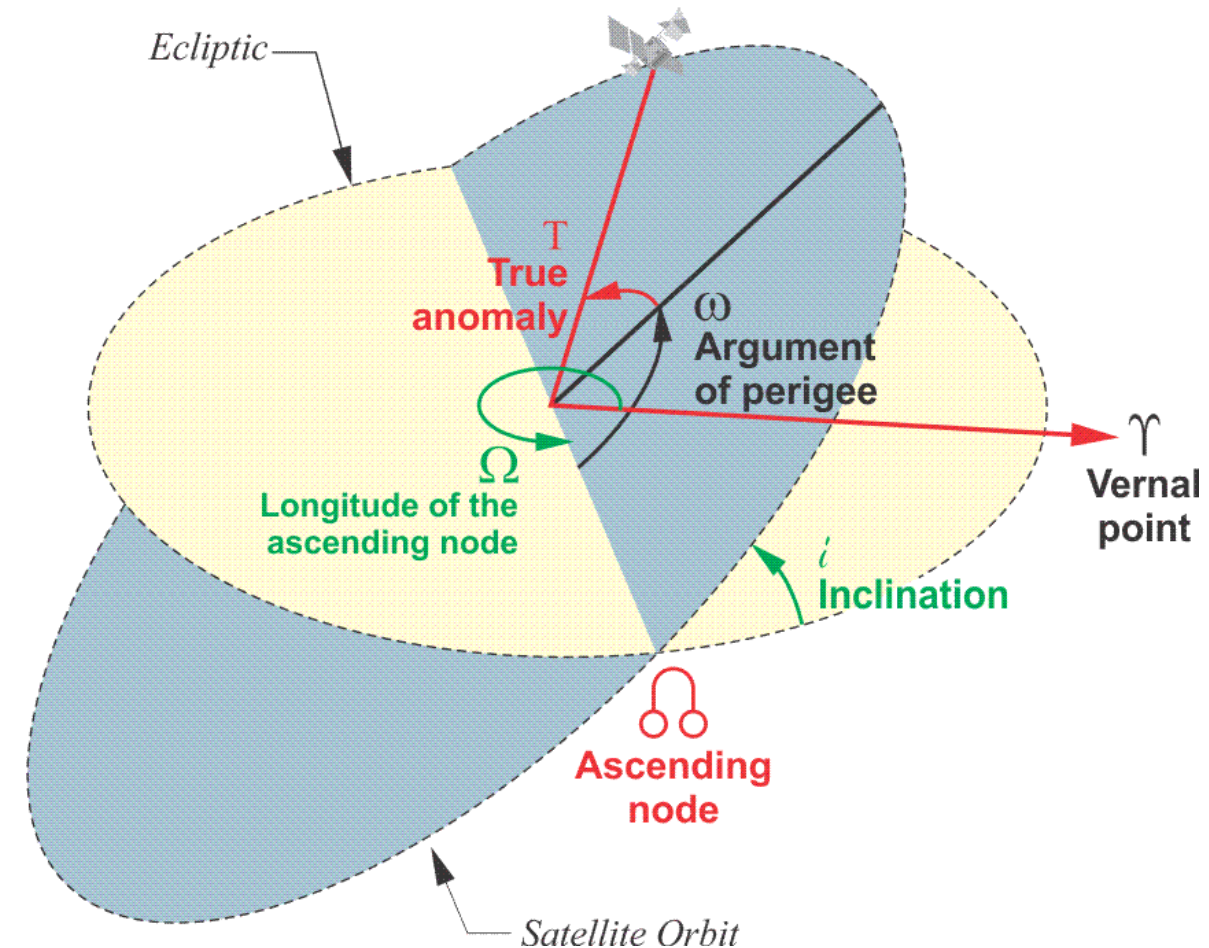 Ecliptic
T
True
anomaly
ω
Argument
of perigee
ϒ
Vernal
point
Ω
Longitude of the
ascending node
i
Inclination
☊
Ascending
node
Satellite Orbit